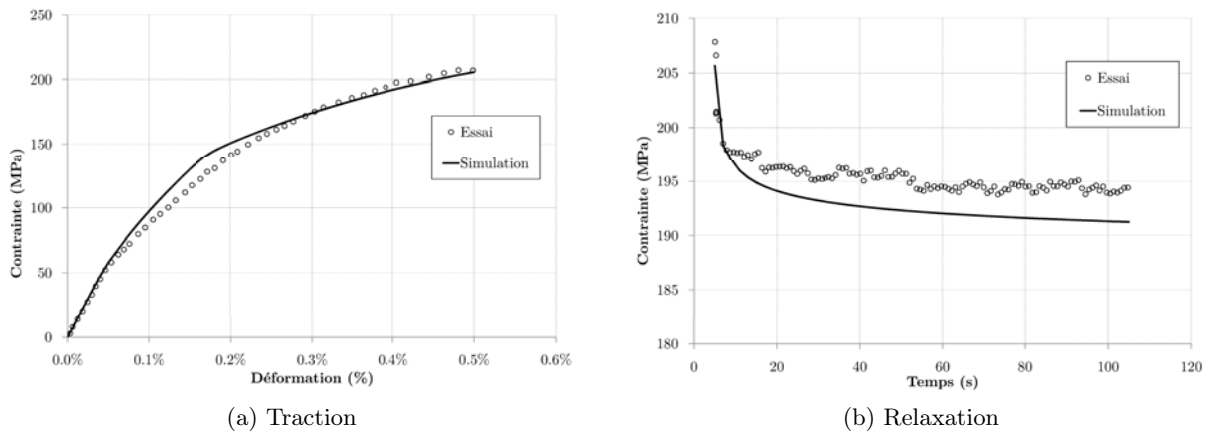 250
200
150
100
50
0
0.0%
0.1%
0.2%
0.3%
0.4%
0.5%
0.6%
Contrainte (MPa)
Déformation (%)
Essai
Simulation
(a) Traction
210
205
200
195
190
185
180
0
20
40
60
80
100
120
Contrainte (MPa)
Temps (s)
Essai
Simulation
(b) Relaxation